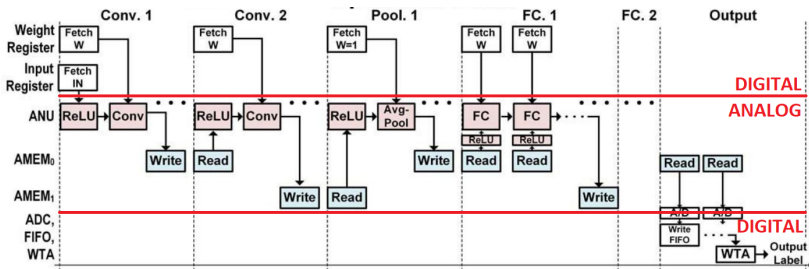 Conv. 1 Conv. 2 Pool. 1 FC. 1 FC. 2 Output
Weight
Register
Fetch
W
Fetch
W
Fetch
W=1
Fetch
W
Fetch
W
Input
Register
Fetch
IN
DIGITAL
ANALOG
ANU
ReLU
Conv
ReLU
Conv
ReLU
Avg-
Pool
FC
FC
ReLU
ReLU
AMEM₀
Write
Read
Write
Read
Read
Read
Read
AMEM₁
Write
Read
Write
A/D
A/D
ADC,
FIFO,
WTA
Write
FIFO
DIGITAL
WTA
Output
Label